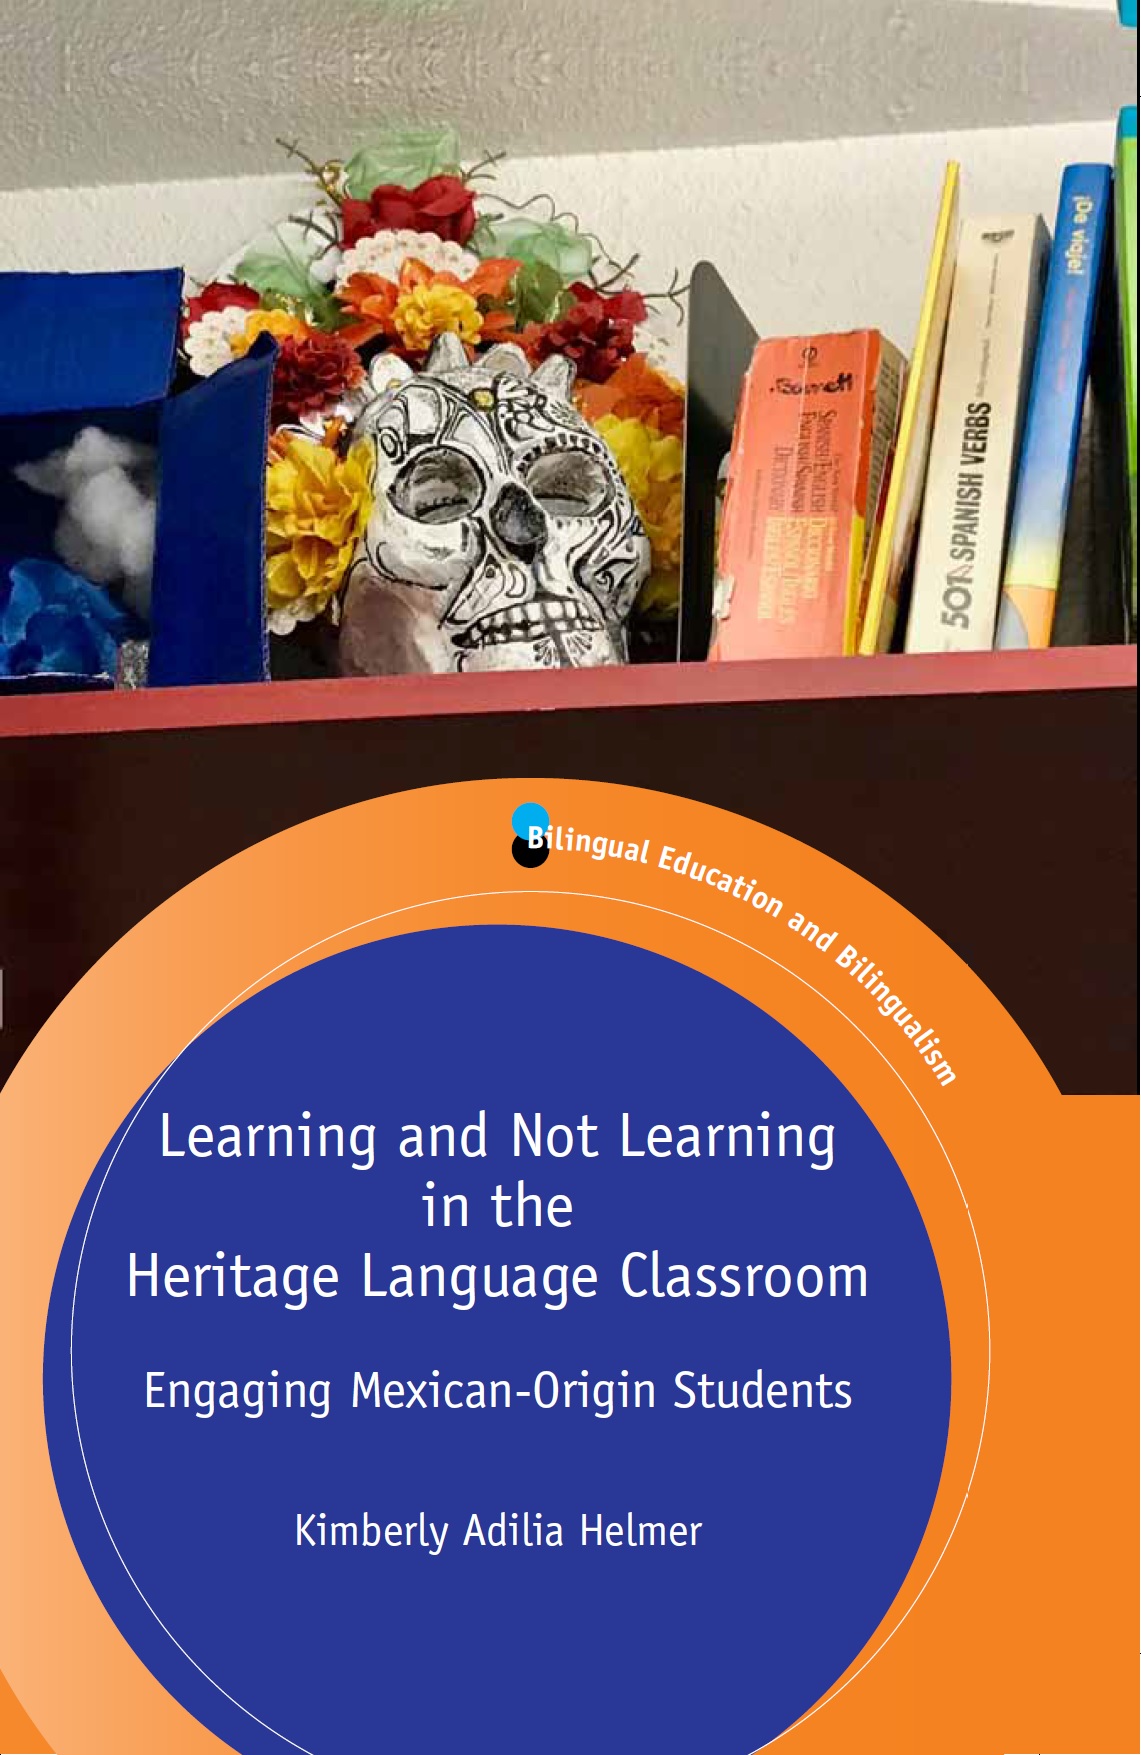 ¡De viaje!
Barrett
501 SPANISH VERBS
Bilingual Education and Bilingualism
Learning and Not Learning
in the
Heritage Language Classroom
Engaging Mexican-Origin Students
Kimberly Adilia Helmer